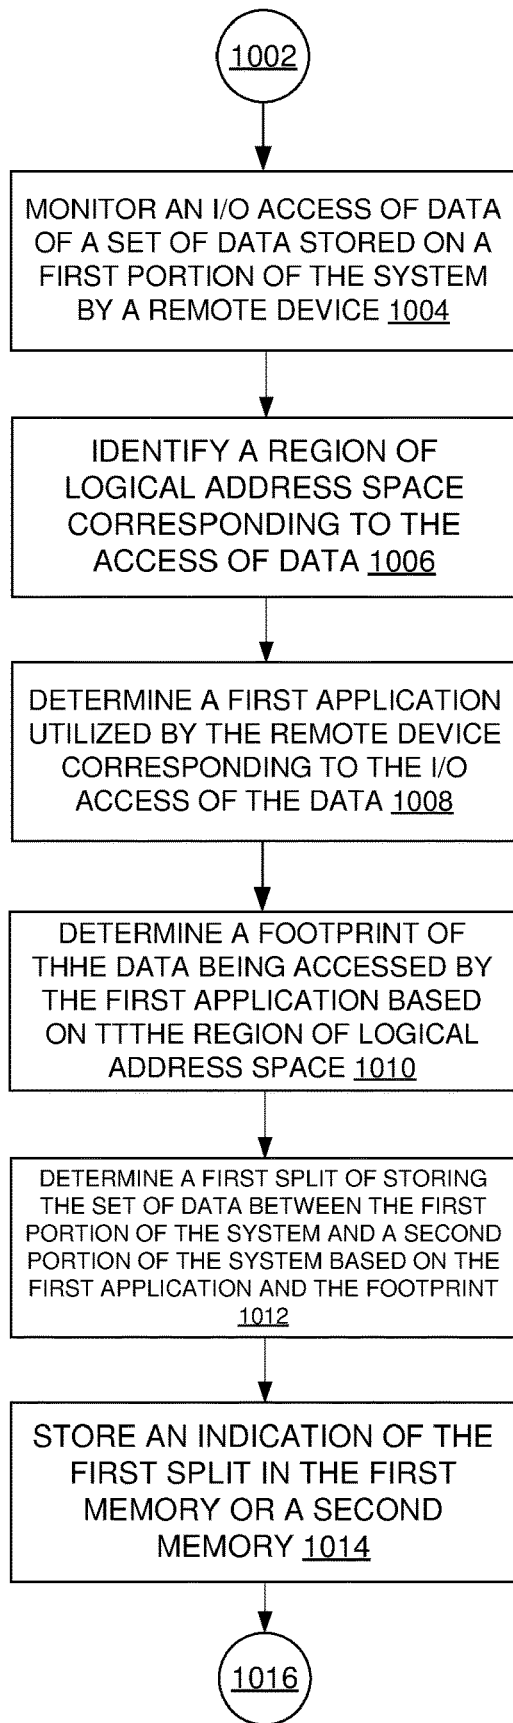 1002
MONITOR AN I/O ACCESS OF DATA
OF A SET OF DATA STORED ON A
FIRST PORTION OF THE SYSTEM
BY A REMOTE DEVICE 1004
IDENTIFY A REGION OF
LOGICAL ADDRESS SPACE
CORRESPONDING TO THE
ACCESS OF DATA 1006
DETERMINE A FIRST APPLICATION
UTILIZED BY THE REMOTE DEVICE
CORRESPONDING TO THE I/O
ACCESS OF THE DATA 1008
DETERMINE A FOOTPRINT OF
THHE DATA BEING ACCESSED BY
THE FIRST APPLICATION BASED
ON TTTHE REGION OF LOGICAL
ADDRESS SPACE 1010
DETERMINE A FIRST SPLIT OF STORING
THE SET OF DATA BETWEEN THE FIRST
PORTION OF THE SYSTEM AND A SECOND
PORTION OF THE SYSTEM BASED ON THE
FIRST APPLICATION AND THE FOOTPRINT
1012
STORE AN INDICATION OF THE
FIRST SPLIT IN THE FIRST
MEMORY OR A SECOND
MEMORY 1014
1016